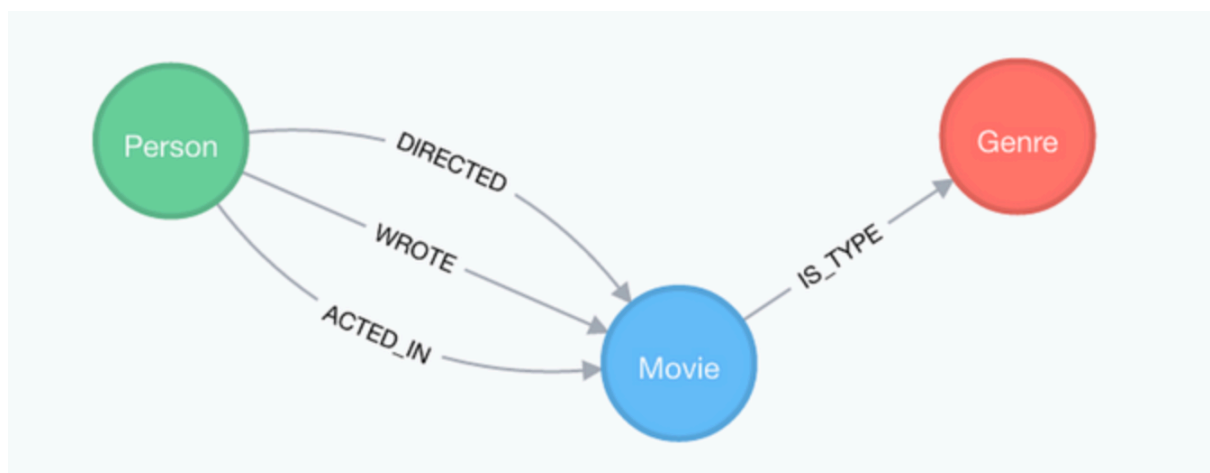 Person
DIRECTED
WROTE
ACTED_IN
Movie
IS_TYPE
Genre